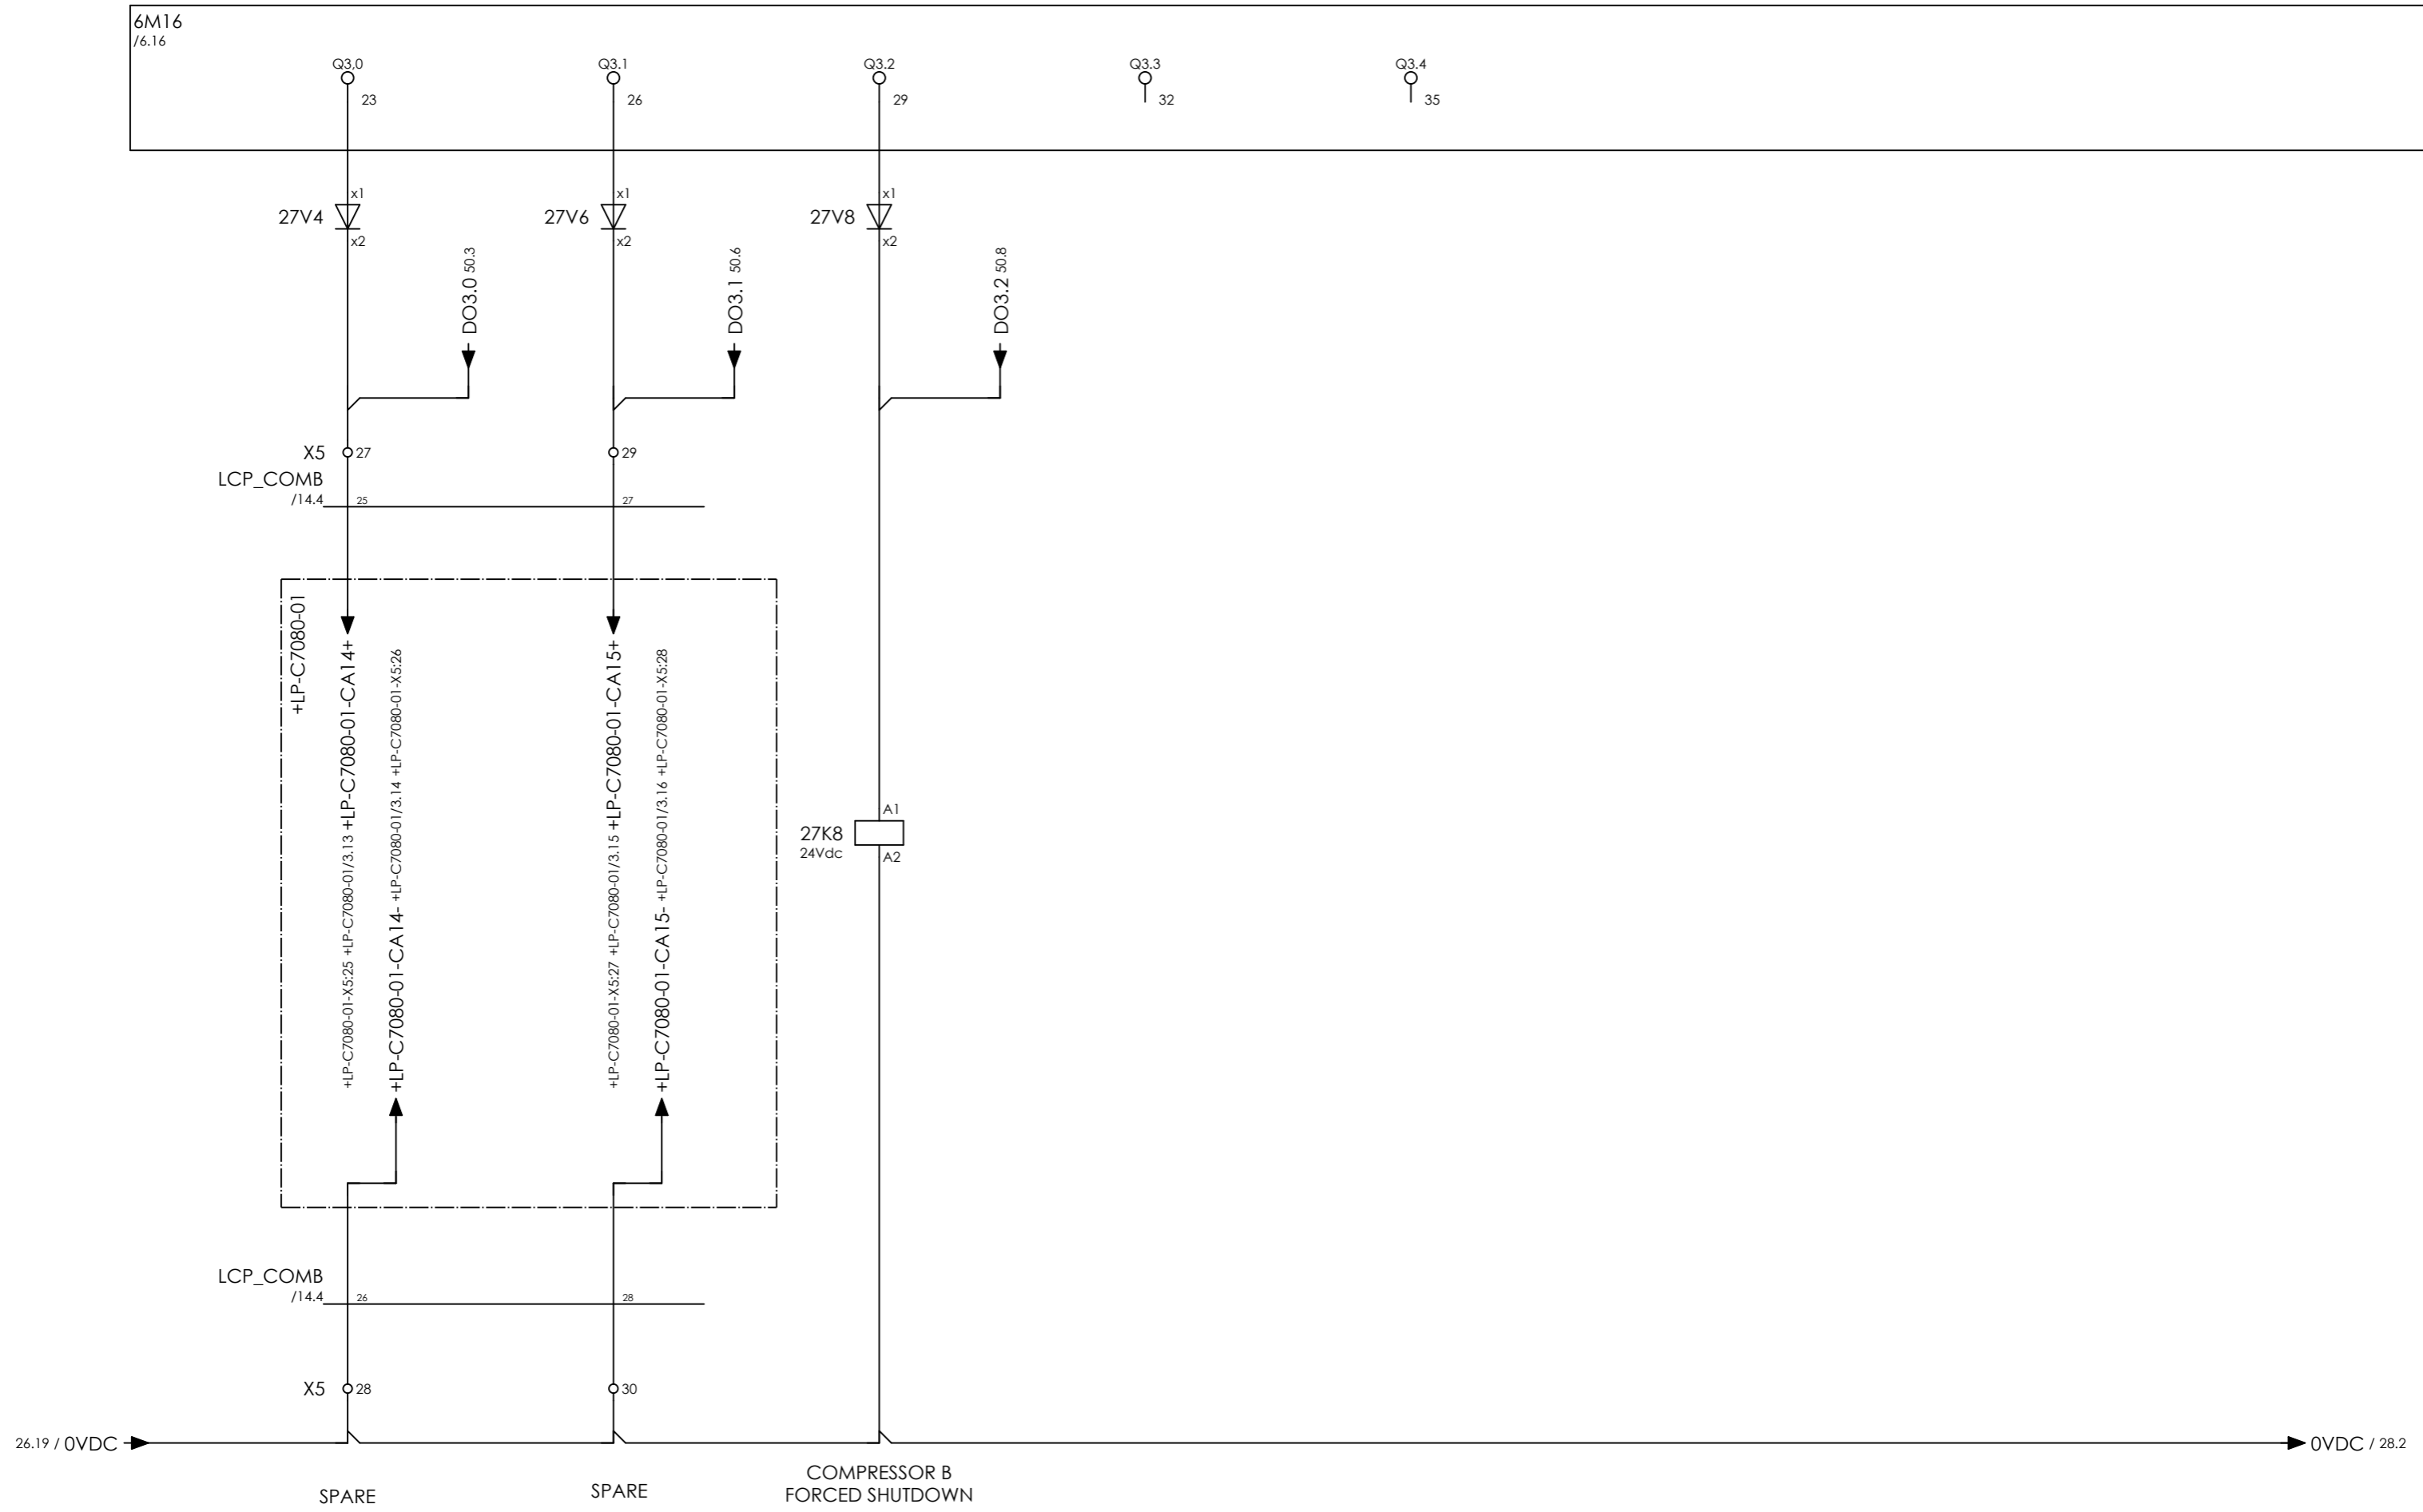 6M16
/6.16
Q3,0
Q3.1
Q3.2
Q3.3
Q3.4
23
26
29
32
35
x1
x1
x1
27V4
27V6
27V8
x2
x2
x2
DO3.0 50.3
DO3.1 50.6
DO3.2 50.8
X5
27
29
LCP_COMB
/14.4
25
27
+LP-C7080-01
+LP-C7080-01-X5:25 +LP-C7080-01/3.13 +LP-C7080-01-CA14+
+LP-C7080-01-CA14- +LP-C7080-01/3.14 +LP-C7080-01-X5:26
+LP-C7080-01-X5:27 +LP-C7080-01/3.15 +LP-C7080-01-CA15+
+LP-C7080-01-CA15- +LP-C7080-01/3.16 +LP-C7080-01-X5:28
A1
27K8
24Vdc
A2
LCP_COMB
/14.4
26
28
X5
28
30
26.19 / 0VDC
0VDC / 28.2
SPARE
SPARE
COMPRESSOR B
FORCED SHUTDOWN